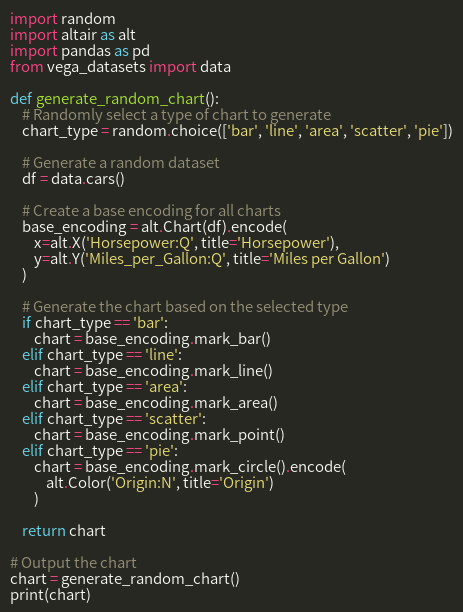 import random
import altair as alt
import pandas as pd
from vega_datasets import data

def generate_random_chart():
    # Randomly select a type of chart to generate
    chart_type = random.choice(['bar', 'line', 'area', 'scatter', 'pie'])

    # Generate a random dataset
    df = data.cars()

    # Create a base encoding for all charts
    base_encoding = alt.Chart(df).encode(
        x=alt.X('Horsepower:Q', title='Horsepower'),
        y=alt.Y('Miles_per_Gallon:Q', title='Miles per Gallon')
    )

    # Generate the chart based on the selected type
    if chart_type == 'bar':
        chart = base_encoding.mark_bar()
    elif chart_type == 'line':
        chart = base_encoding.mark_line()
    elif chart_type == 'area':
        chart = base_encoding.mark_area()
    elif chart_type == 'scatter':
        chart = base_encoding.mark_point()
    elif chart_type == 'pie':
        chart = base_encoding.mark_circle().encode(
            alt.Color('Origin:N', title='Origin')
        )

    return chart

# Output the chart
chart = generate_random_chart()
print(chart)